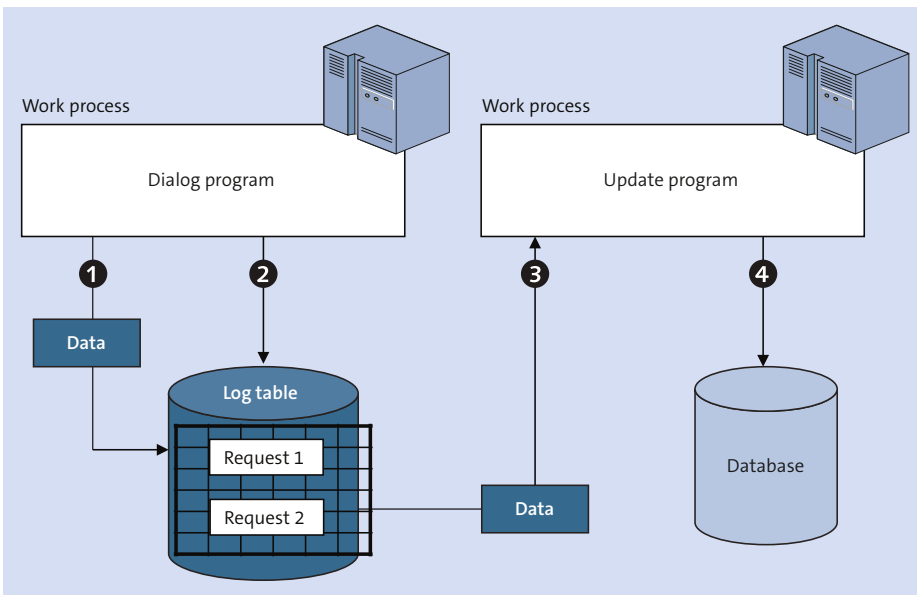 Work process
Work process
Dialog program
Update program
1
2
3
4
Data
Log table
Request 1
Database
Request 2
Data